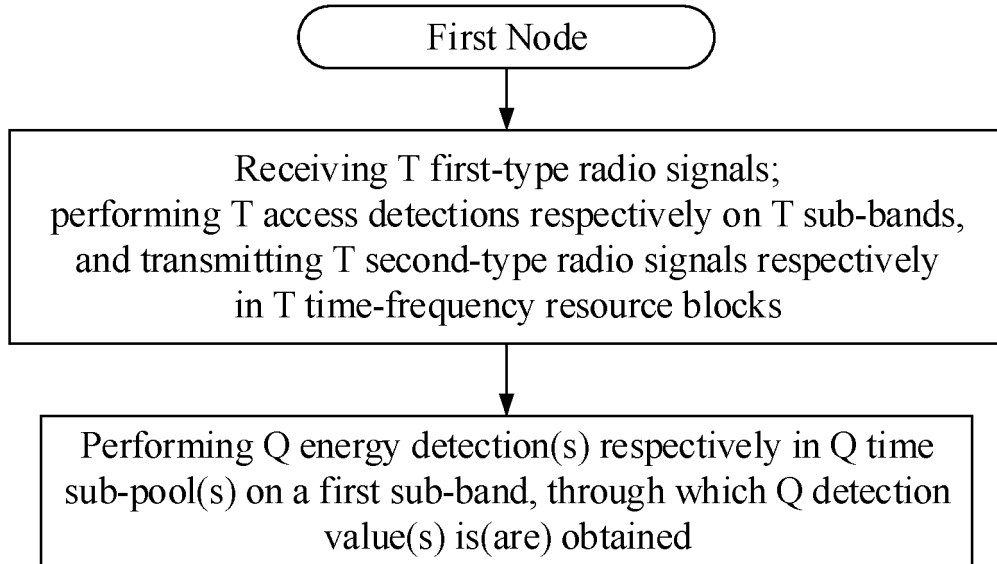 First Node
Receiving T first-type radio signals;
performing T access detections respectively on T sub-bands,
and transmitting T second-type radio signals respectively
in T time-frequency resource blocks
Performing Q energy detection(s) respectively in Q time
sub-pool(s) on a first sub-band, through which Q detection
value(s) is(are) obtained